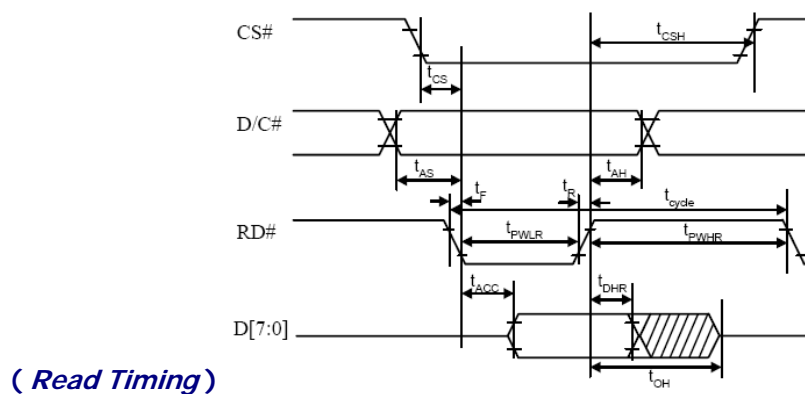 CS#
tCSH
tCS
D/C#
tAS
tAH
tF
tR
tcycle
RD#
tPWLR
tPWHR
tACC
tDHR
D[7:0]
tOH
( Read Timing )